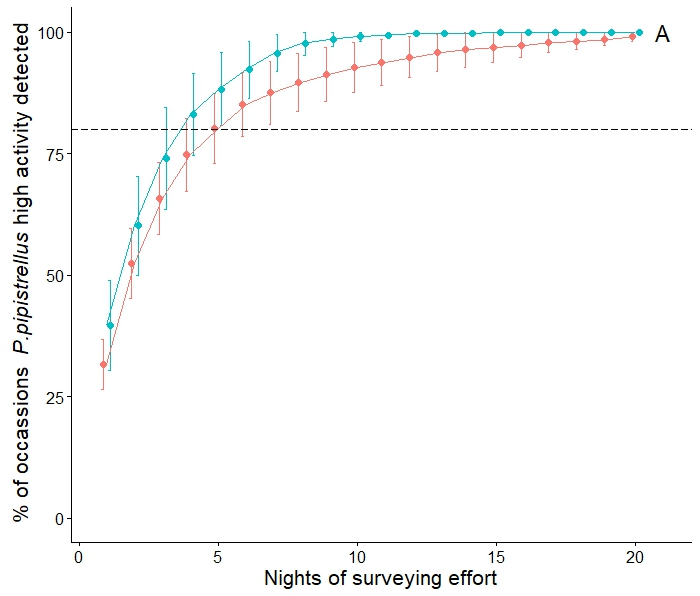 A
100
75
50
25
0
% of occassions P.pipistrellus high activity detected
0 5 10 15 20
Nights of surveying effort